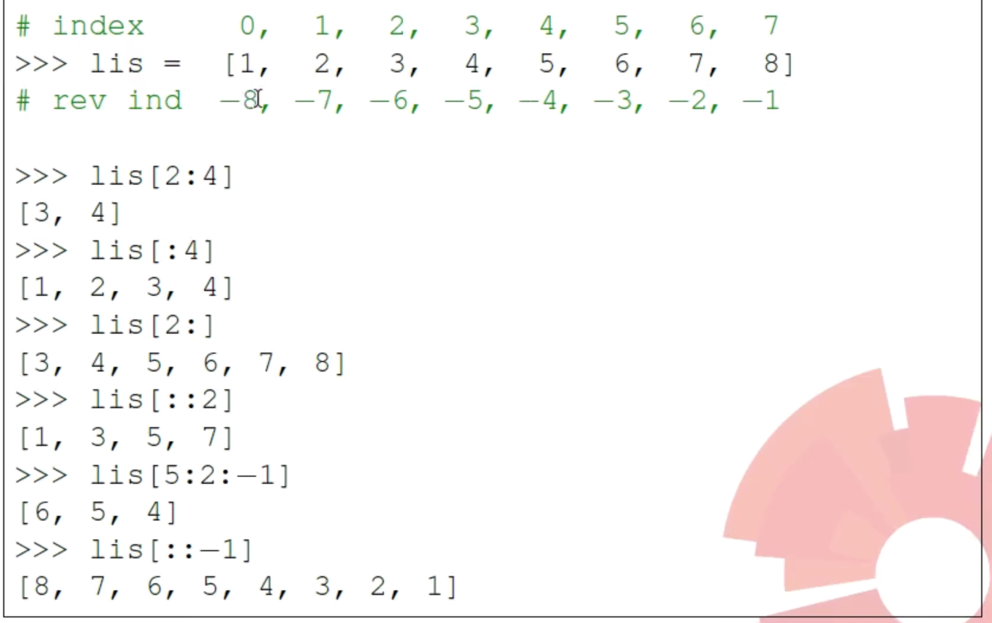 # index 0, 1, 2, 3, 4, 5, 6, 7
>>> lis = [1, 2, 3, 4, 5, 6, 7, 8]
# rev ind −8, −7, −6, −5, −4, −3, −2, −1
>>> lis[2:4]
[3, 4]
>>> lis[:4]
[1, 2, 3, 4]
>>> lis[2:]
[3, 4, 5, 6, 7, 8]
>>> lis[::2]
[1, 3, 5, 7]
>>> lis[5:2:−1]
[6, 5, 4]
>>> lis[::−1]
[8, 7, 6, 5, 4, 3, 2, 1]